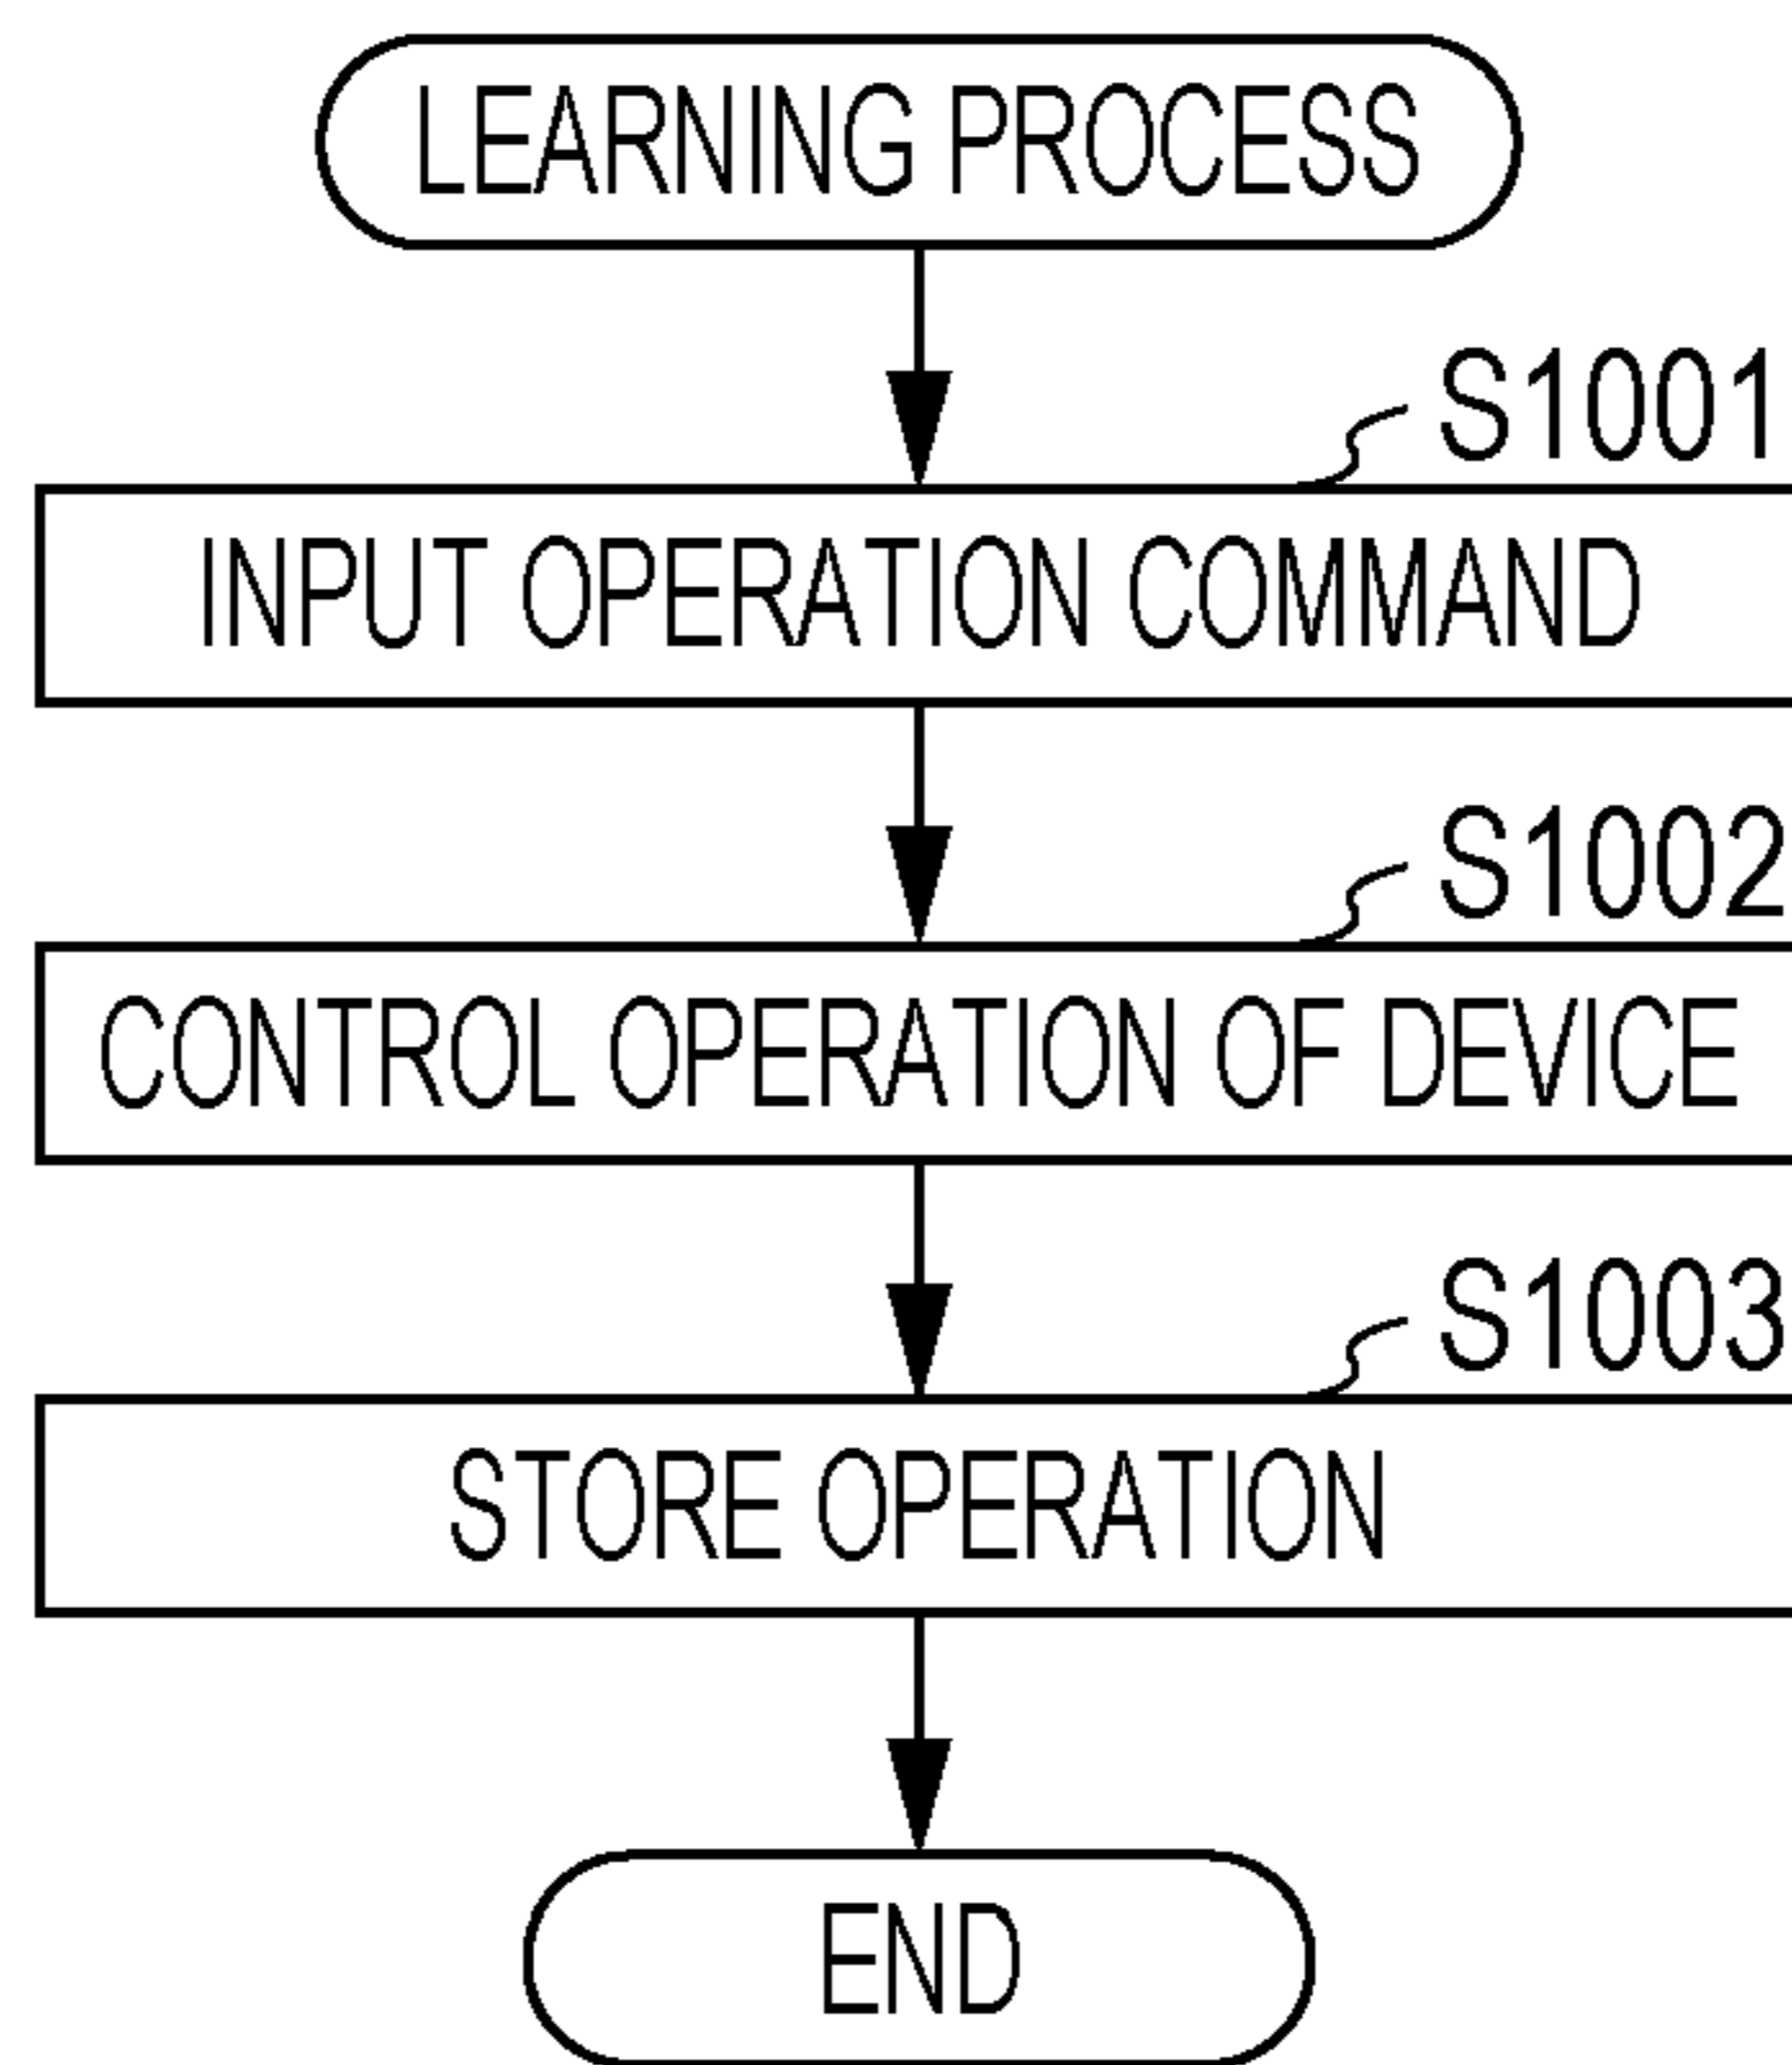 LEARNING PROCESS
S1001
INPUT OPERATION COMMAND
S1002
CONTROL OPERATION OF DEVICE
S1003
STORE OPERATION
END